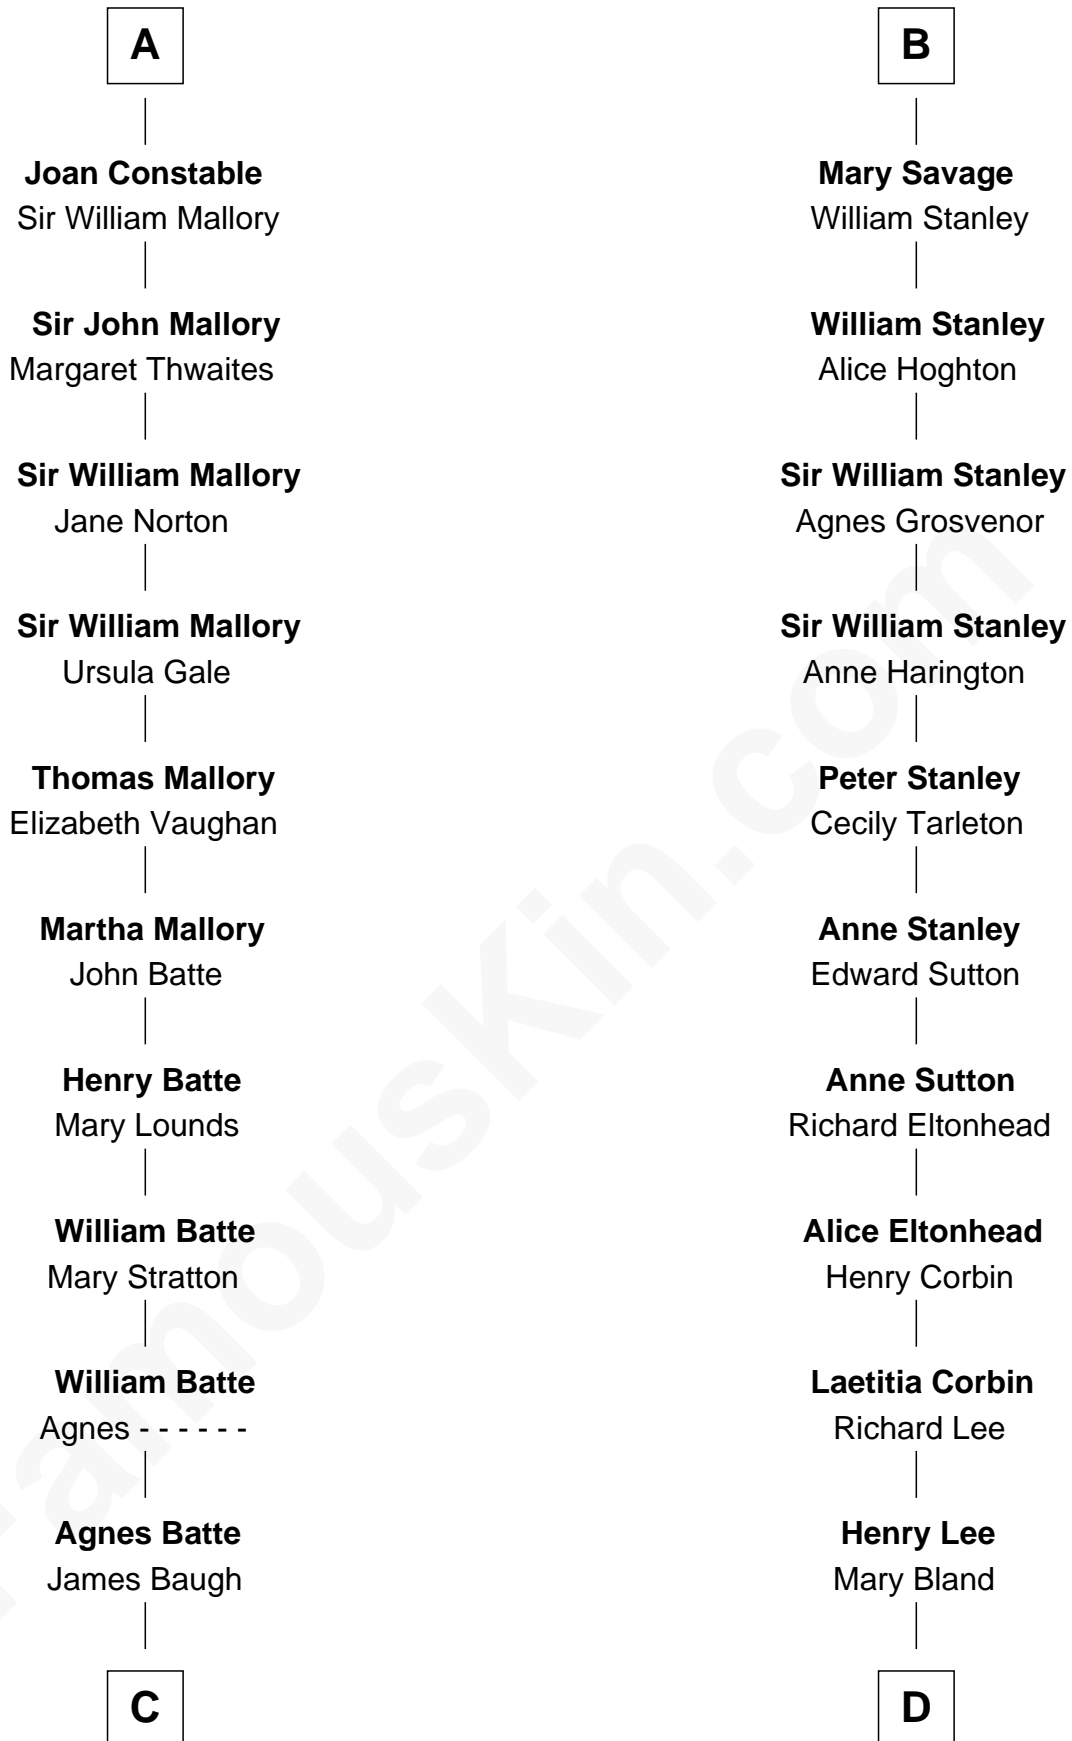 A
Joan Constable
Sir William Mallory
Sir John Mallory
Margaret Thwaites
Sir William Mallory
Jane Norton
Sir William Mallory
Ursula Gale
Thomas Mallory
Elizabeth Vaughan
Martha Mallory
John Batte
Henry Batte
Mary Lounds
William Batte
Mary Stratton
William Batte
Agnes - - - - - -
Agnes Batte
James Baugh
C
B
Mary Savage
William Stanley
William Stanley
Alice Hoghton
Sir William Stanley
Agnes Grosvenor
Sir William Stanley
Anne Harington
Peter Stanley
Cecily Tarleton
Anne Stanley
Edward Sutton
Anne Sutton
Richard Eltonhead
Alice Eltonhead
Henry Corbin
Laetitia Corbin
Richard Lee
Henry Lee
Mary Bland
D
FamousKin.com